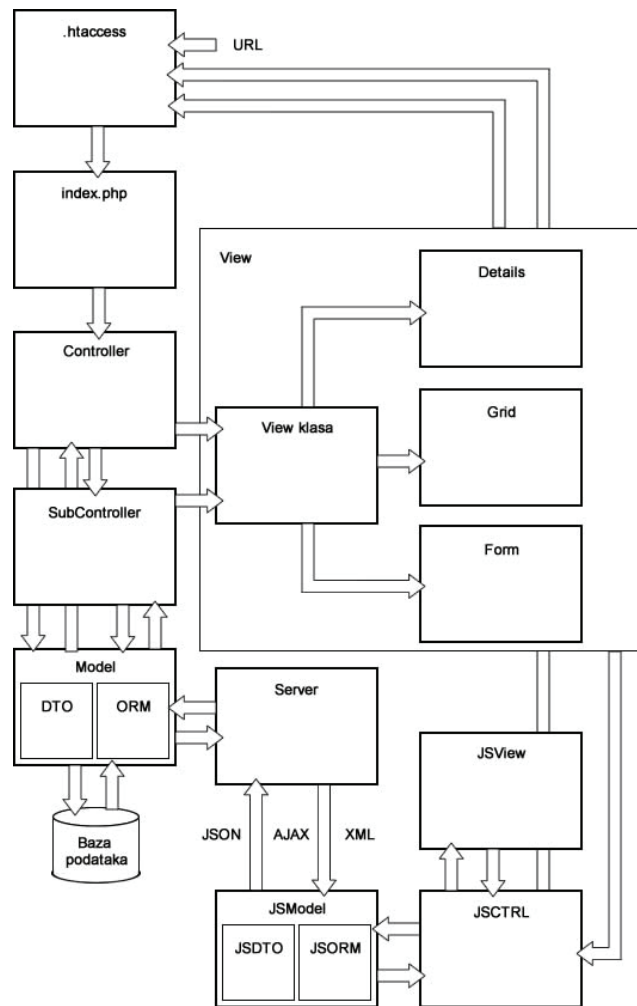 .htaccess
URL
index.php
View
Details
Controller
View klasa
Grid
SubController
Form
Model
DTO
ORM
Server
JSView
Baza
podataka
JSON
AJAX
XML
JSModel
JSDTO
JSORM
JSCTRL